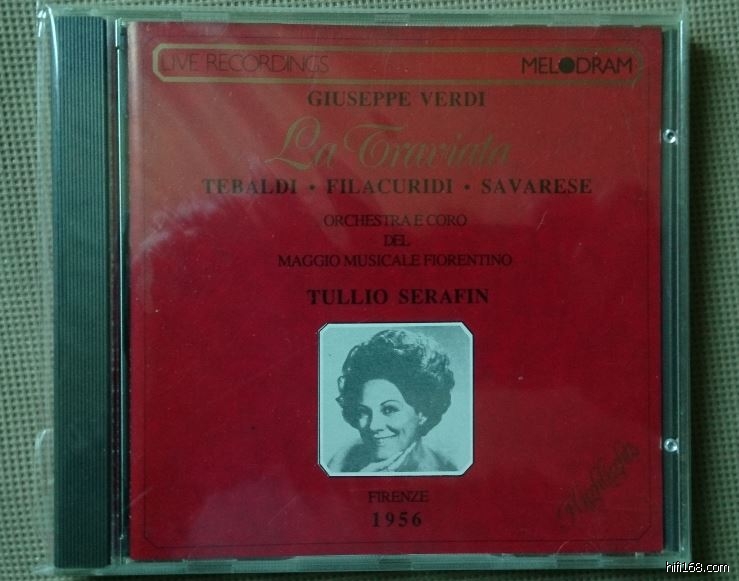 LIVE RECORDINGS
MELODRAM
GIUSEPPE VERDI
La Traviata
TEBALDI • FILACURIDI • SAVARESE
ORCHESTRA E CORO
DEL
MAGGIO MUSICALE FIORENTINO
TULLIO SERAFIN
FIRENZE
1956
Highlights
hifi168.com